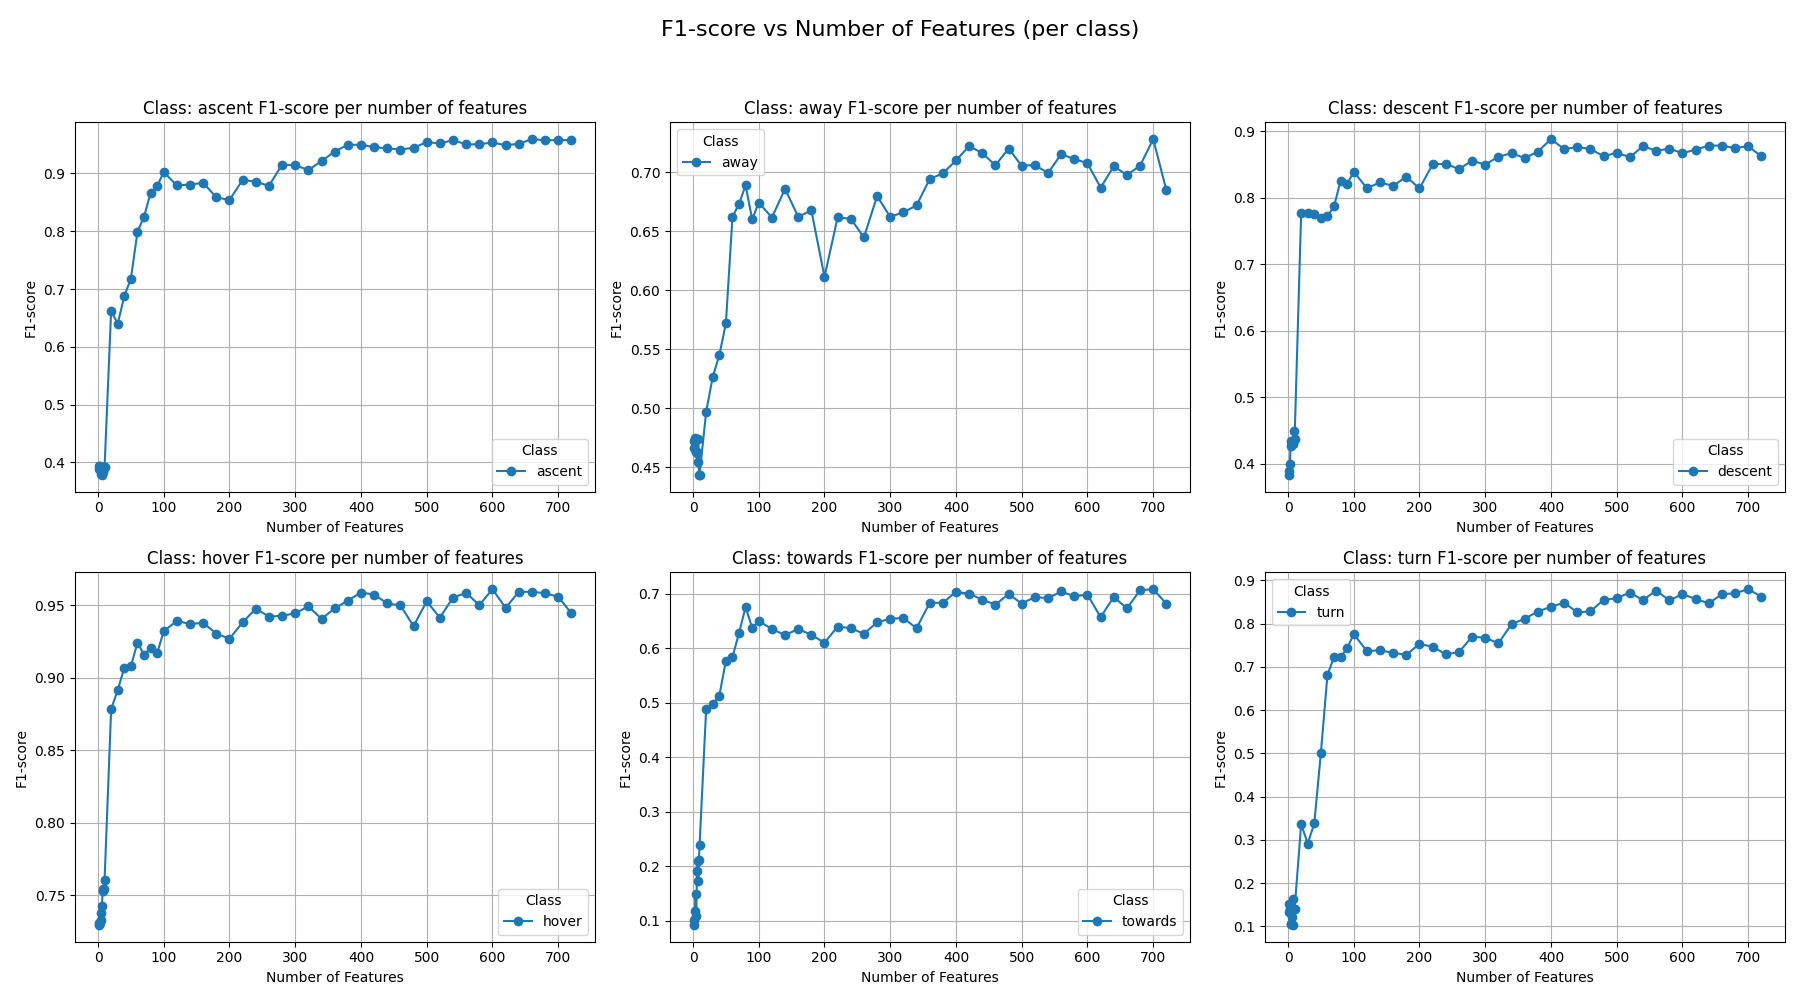 F1-score vs Number of Features (per class)
Class: ascent F1-score per number of features
0.9
0.8
0.7
0.6
0.5
0.4
F1-score
Class
ascent
0 100 200 300 400 500 600 700
Number of Features
Class: away F1-score per number of features
0.70
0.65
0.60
0.55
0.50
0.45
F1-score
Class
away
0 100 200 300 400 500 600 700
Number of Features
Class: descent F1-score per number of features
0.9
0.8
0.7
0.6
0.5
0.4
F1-score
Class
descent
0 100 200 300 400 500 600 700
Number of Features
Class: hover F1-score per number of features
0.95
0.90
0.85
0.80
0.75
F1-score
Class
hover
0 100 200 300 400 500 600 700
Number of Features
Class: towards F1-score per number of features
0.7
0.6
0.5
0.4
0.3
0.2
0.1
F1-score
Class
towards
0 100 200 300 400 500 600 700
Number of Features
Class: turn F1-score per number of features
0.9
0.8
0.7
0.6
0.5
0.4
0.3
0.2
0.1
F1-score
Class
turn
0 100 200 300 400 500 600 700
Number of Features